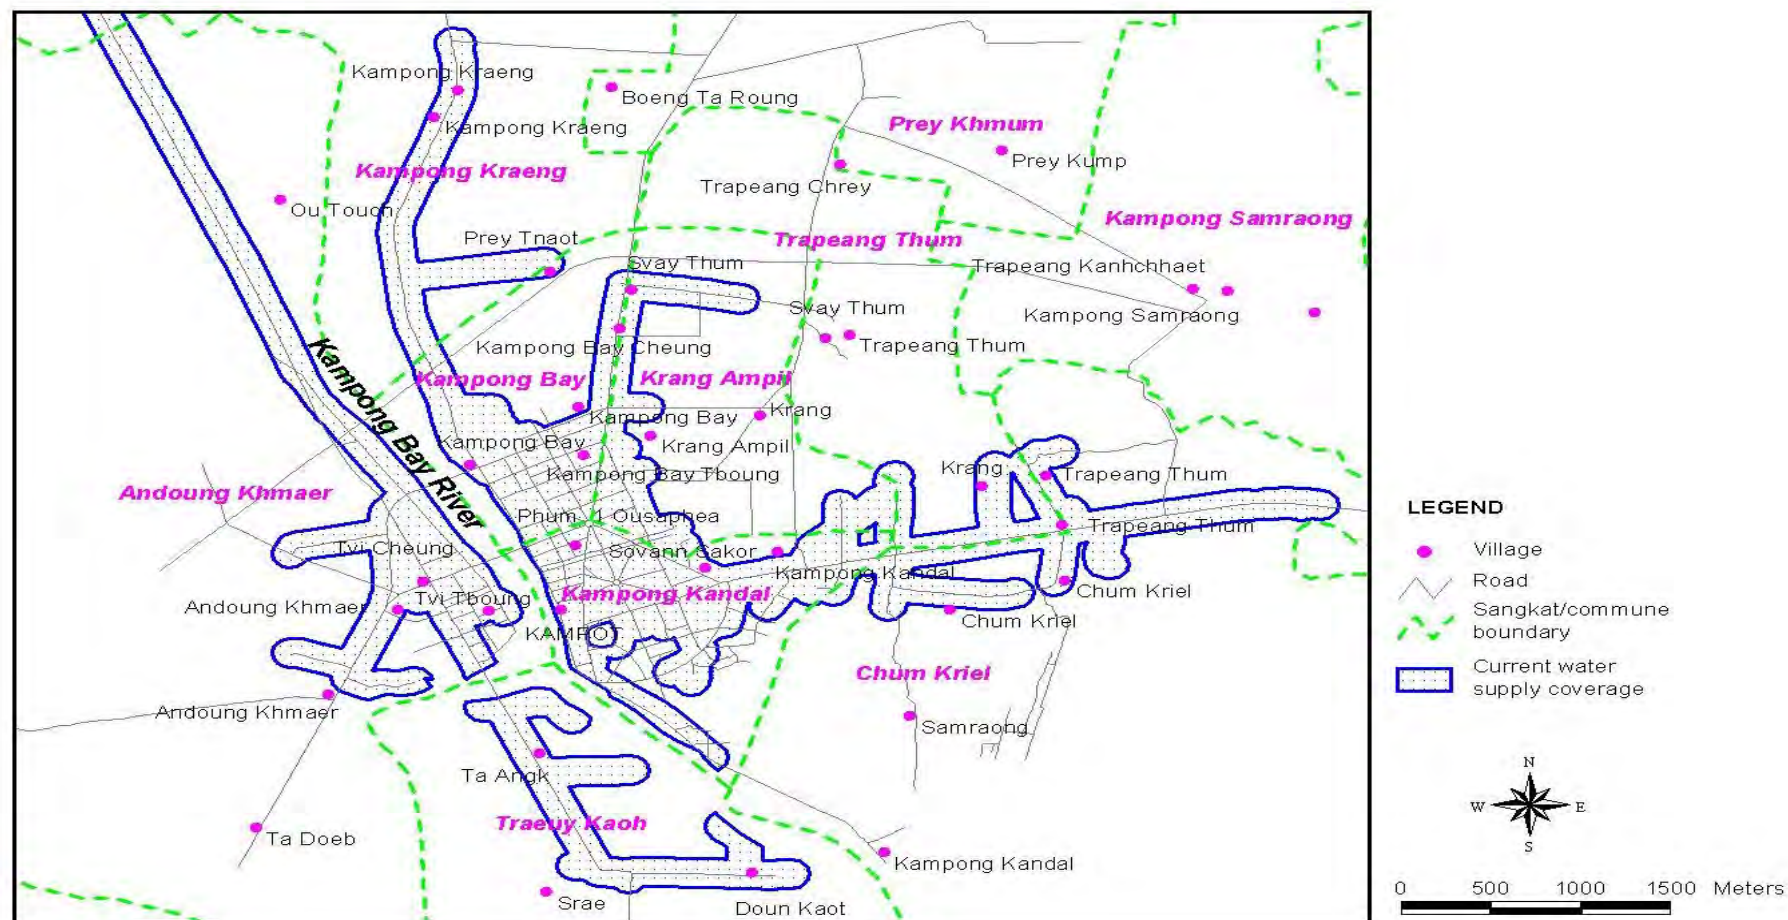 Kampong Kraeng
Boeng Ta Roung
Kampong Kraeng
Prey Khmum
Prey Kump
Kampong Kraeng
Trapeang Chrey
Ou Touch
Kampong Samraong
Prey Tnaot
Trapeang Thum
Svay Thum
Trapeang Kanhchhaet
Svay Thum
Kampong Samraong
Kampong Bay Cheung
Trapeang Thum
Kampong Bay River
Kampong Bay
Krang Ampil
Kampong Bay
Krang
Kampong Bay
Krang Ampil
Kampong Bay Tboung
Krang
Trapeang Thum
Andoung Khmaer
Phum 1 Ousaphea
Trapeang Thum
Tvi Cheung
Sovann Sakor
Kampong Kandal
Chum Kriel
Andoung Khmaer
Tvi Tboung
Kampong Kandal
Chum Kriel
KAMPOT
Chum Kriel
Andoung Khmaer
Samraong
Ta Angk
Traeuy Kaoh
Ta Doeb
Kampong Kandal
Srae
Doun Kaot
LEGEND
Village
Road
Sangkat/commune
boundary
Current water
supply coverage
N
W E
S
0 500 1000 1500 Meters